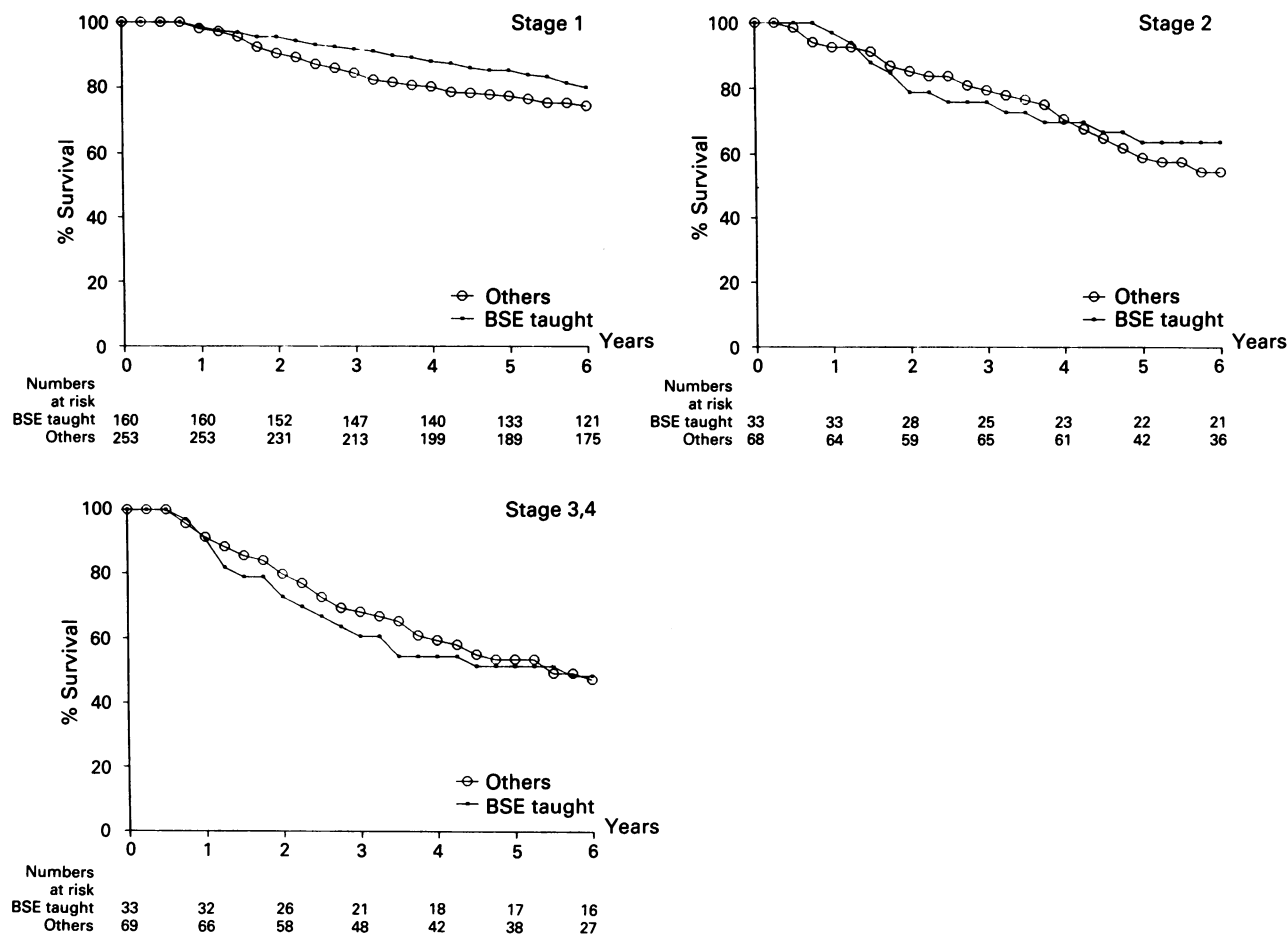 Stage 1
% Survival
100
80
60
40
20
0
Others
BSE taught
Years
0 1 2 3 4 5 6
Numbers
at risk
BSE taught 160 160 152 147 140 133 121
Others 253 253 231 213 199 189 175
Stage 2
% Survival
100
80
60
40
20
0
Others
BSE taught
Years
0 1 2 3 4 5 6
Numbers
at risk
BSE taught 33 33 28 25 23 22 21
Others 68 64 59 65 61 42 36
Stage 3,4
% Survival
100
80
60
40
20
0
Others
BSE taught
Years
0 1 2 3 4 5 6
Numbers
at risk
BSE taught 33 32 26 21 18 17 16
Others 69 66 58 48 42 38 27